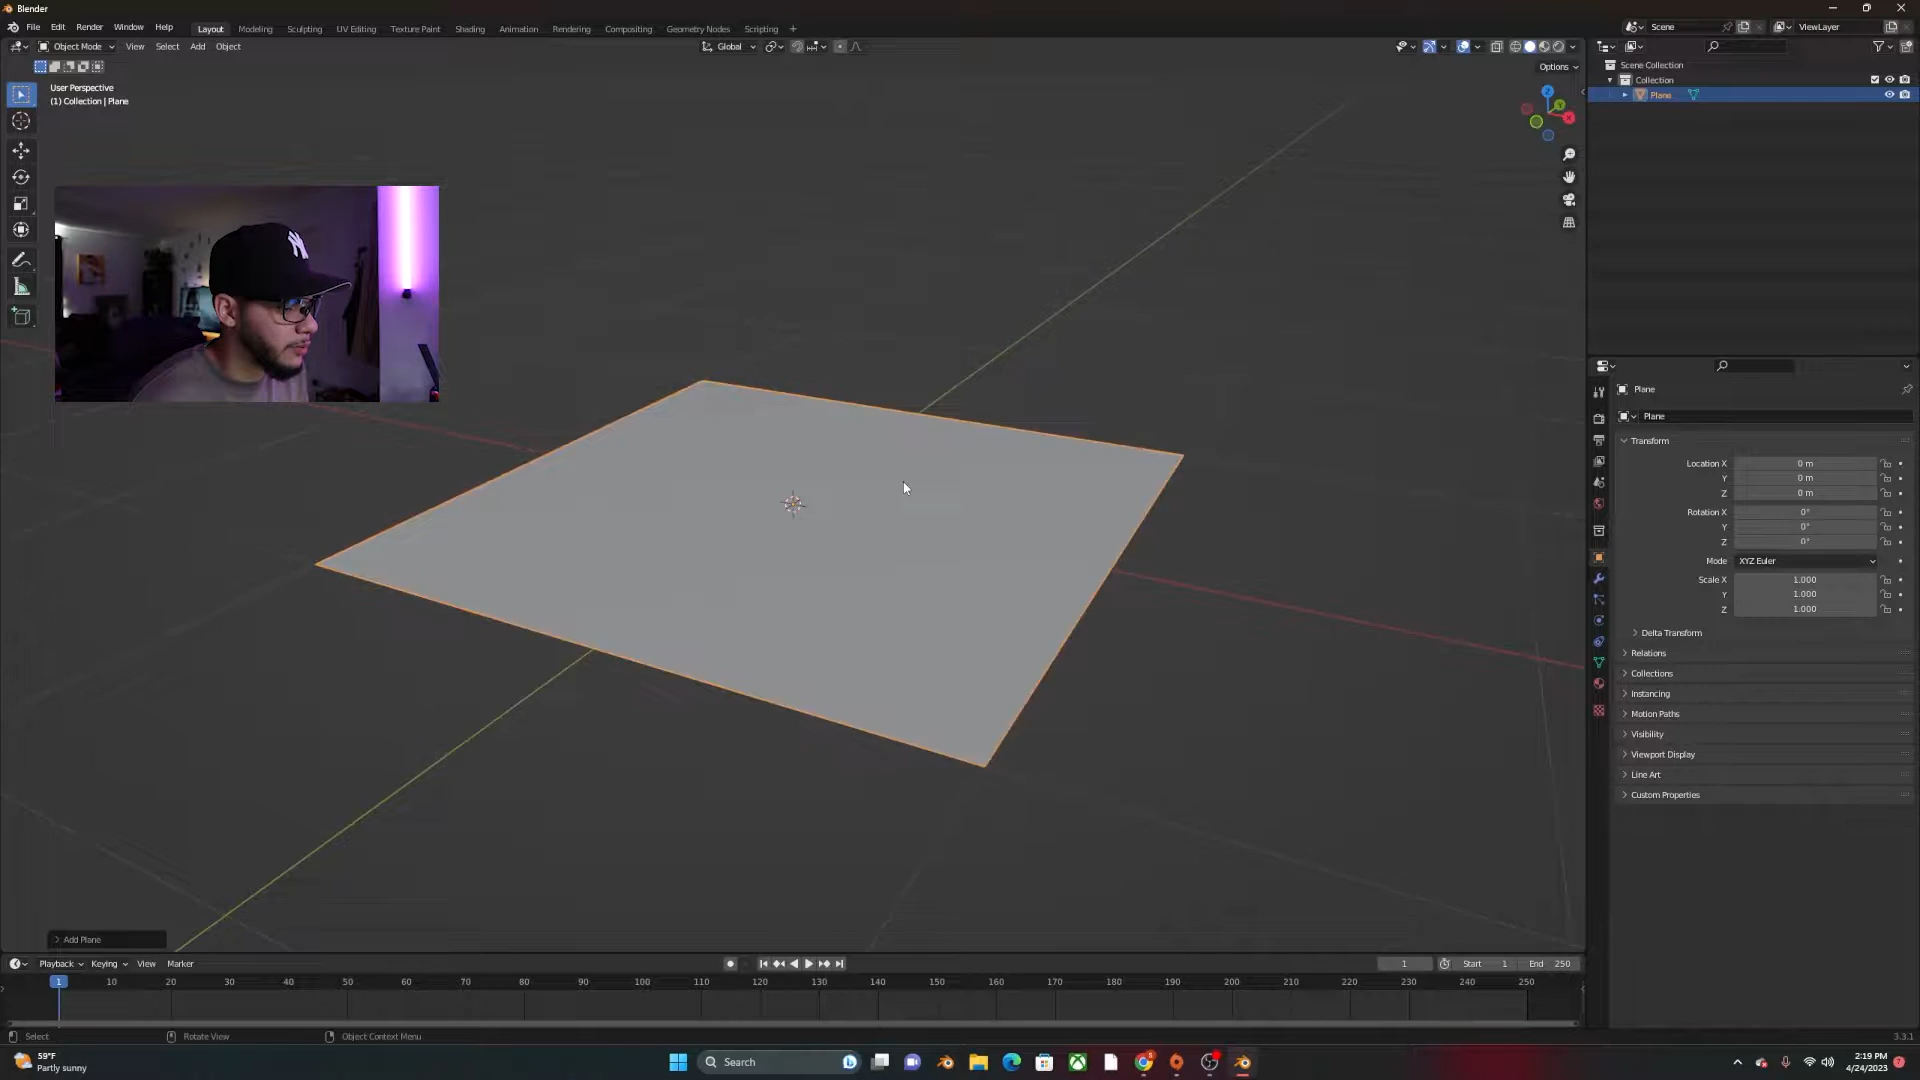 Blender
File Edit Render Window Help
Layout Modeling Sculpting UV Editing Texture Paint Shading Animation Rendering Compositing Geometry Nodes Scripting +
Scene
ViewLayer
Object Mode View Select Add Object
Global
Options
User Perspective
(1) Collection | Plane
Z
Y
X
NY
Scene Collection
Collection
Plane
Plane
Plane
Transform
Location X 0 m
Y 0 m
Z 0 m
Rotation X 0°
Y 0°
Z 0°
Mode XYZ Euler
Scale X 1.000
Y 1.000
Z 1.000
Delta Transform
Relations
Collections
Instancing
Motion Paths
Visibility
Viewport Display
Line Art
Custom Properties
Add Plane
Playback Keying View Marker
1 Start 1 End 250
1 10 20 30 40 50 60 70 80 90 100 110 120 130 140 150 160 170 180 190 200 210 220 230 240 250
Select Rotate View Object Context Menu
3.3.1
59°F
Partly sunny
Search
2:19 PM
4/24/2023